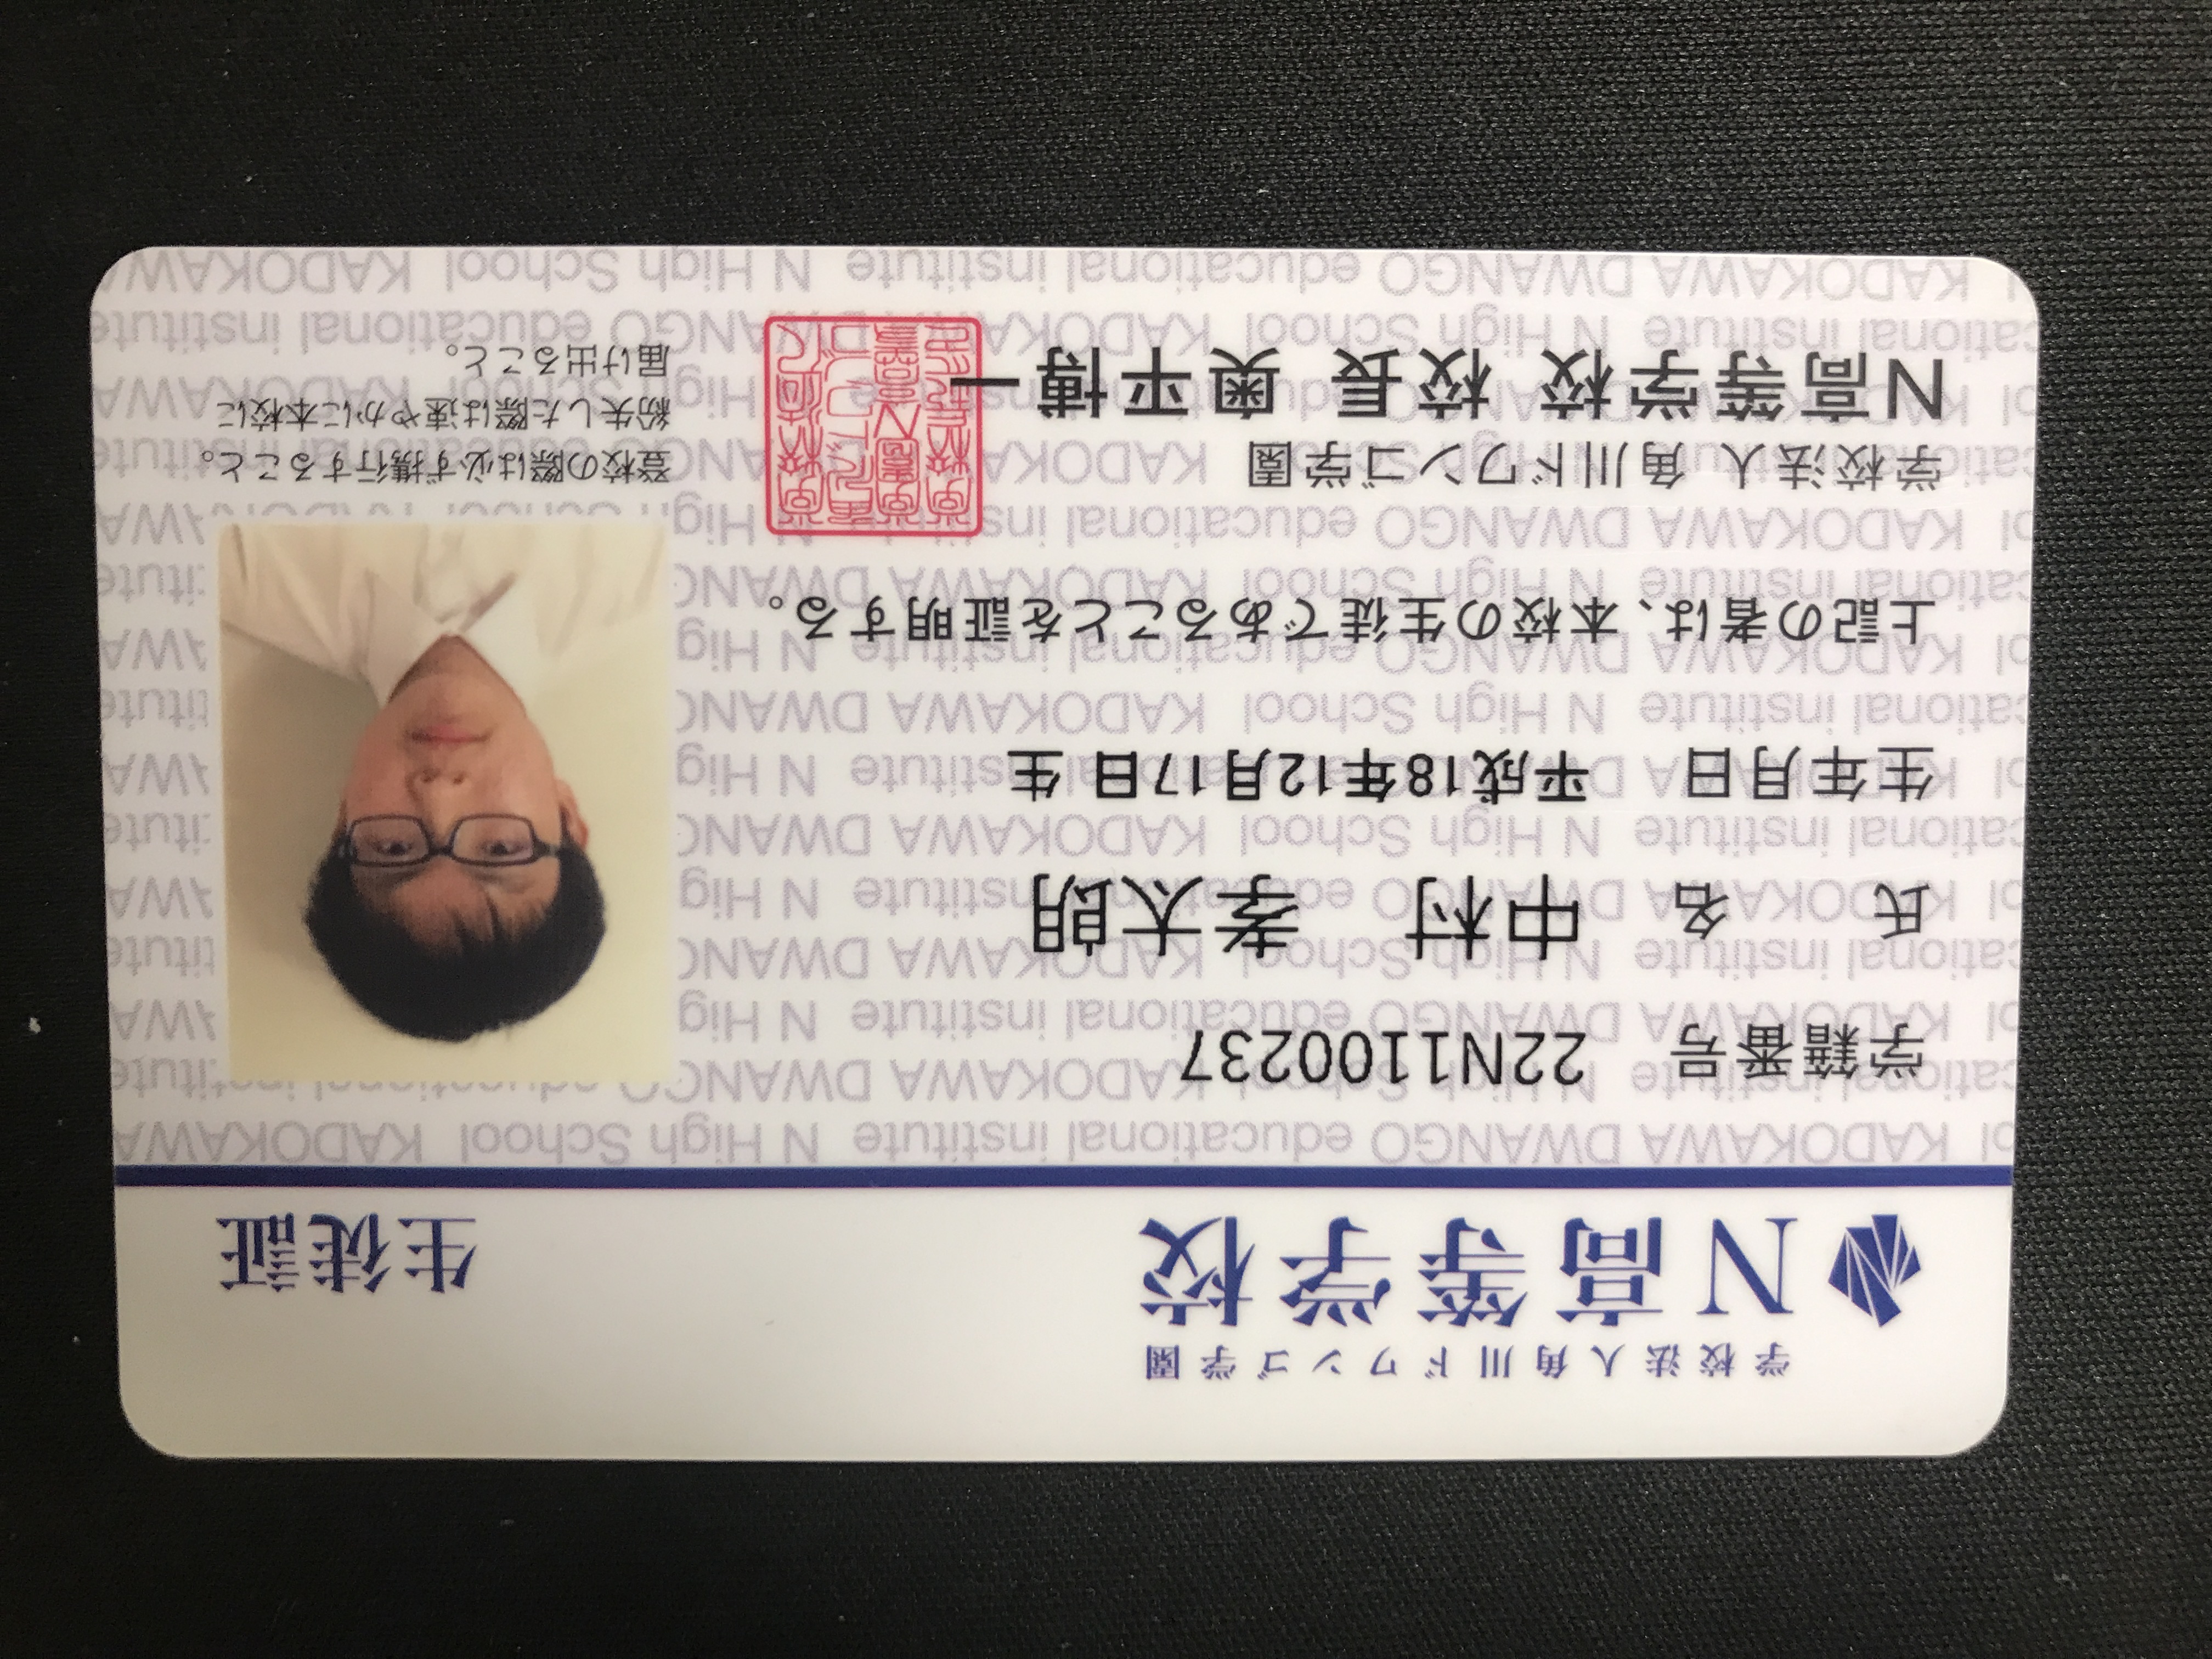 学校法人角川ドワンゴ学園
N高等学校
生徒証
学籍番号 22N1100237
氏名 中村 孝太朗
生年月日 平成18年12月17日 生
上記の者は、本校の生徒であることを証明する。
学校法人角川ドワンゴ学園
N高等学校 校長 奥平博一
登校の際は必ず携行すること。
紛失した際は速やかに本校に
届け出ること。
KADOKAWA DWANGO educational institute N High School KADOKAWA